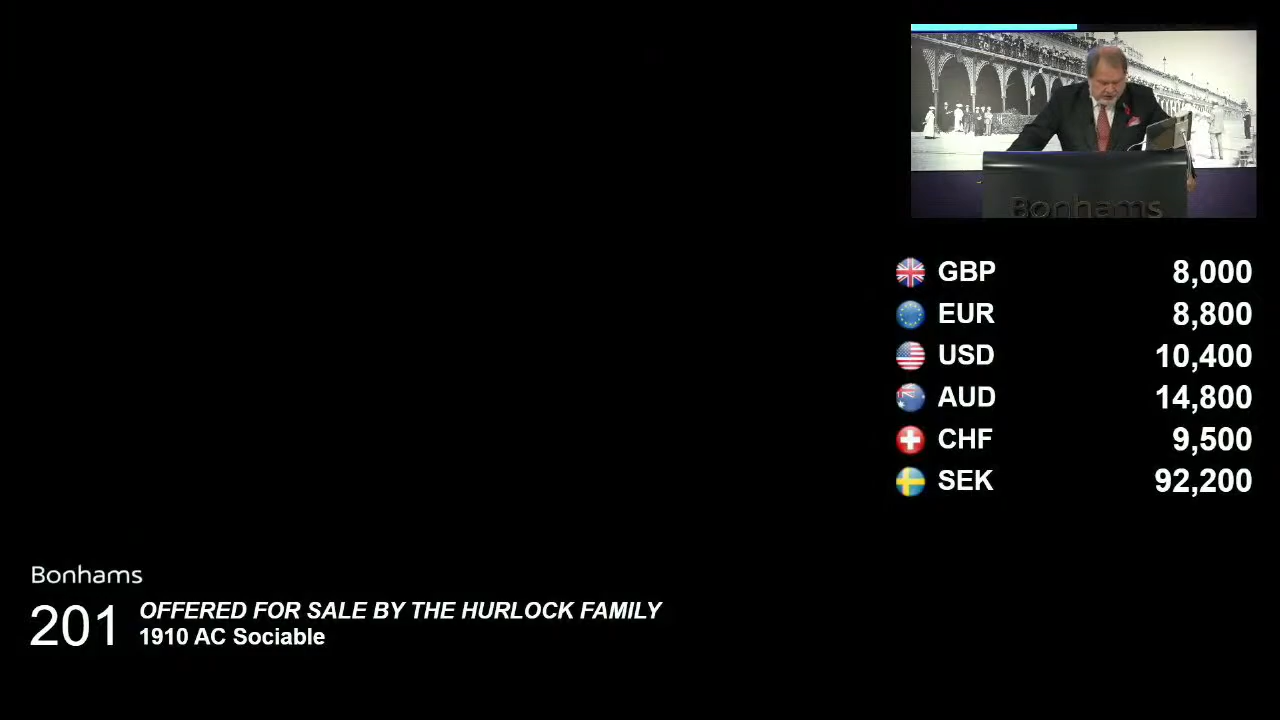 Bonhams
GBP 8,000
EUR 8,800
USD 10,400
AUD 14,800
CHF 9,500
SEK 92,200
Bonhams
201
OFFERED FOR SALE BY THE HURLOCK FAMILY
1910 AC Sociable